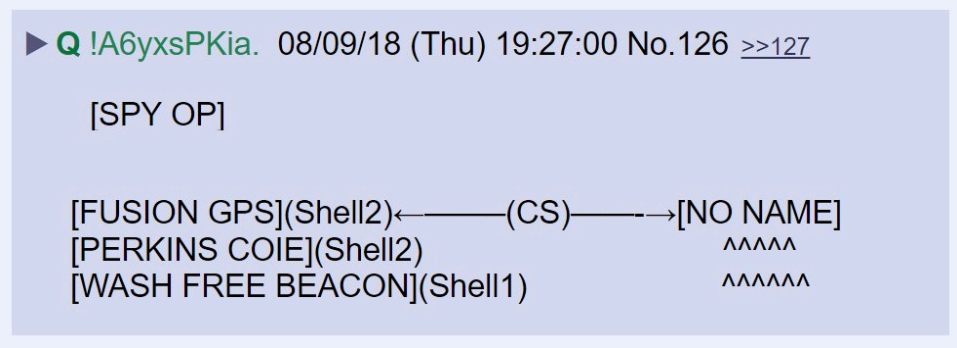 ▶ Q !A6yxsPKia. 08/09/18 (Thu) 19:27:00 No.126 >>127
[SPY OP]
[FUSION GPS](Shell2)←———(CS)——-→[NO NAME]
[PERKINS COIE](Shell2) ^^^^^
[WASH FREE BEACON](Shell1) ^^^^^^